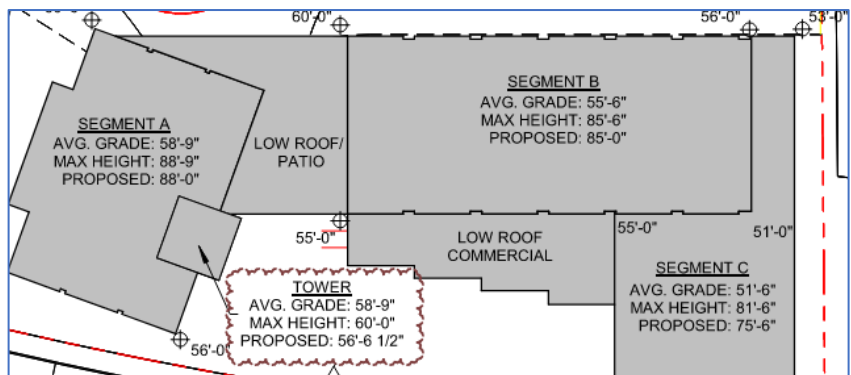 60'-0"
56'-0"
53'-0"
SEGMENT A
AVG. GRADE: 58'-9"
MAX HEIGHT: 88'-9"
PROPOSED: 88'-0"
LOW ROOF/
PATIO
SEGMENT B
AVG. GRADE: 55'-6"
MAX HEIGHT: 85'-6"
PROPOSED: 85'-0"
55'-0"
LOW ROOF
COMMERCIAL
55'-0"
51'-0"
SEGMENT C
AVG. GRADE: 51'-6"
MAX HEIGHT: 81'-6"
PROPOSED: 75'-6"
TOWER
AVG. GRADE: 58'-9"
MAX HEIGHT: 60'-0"
PROPOSED: 56'-6 1/2"
56'-0"